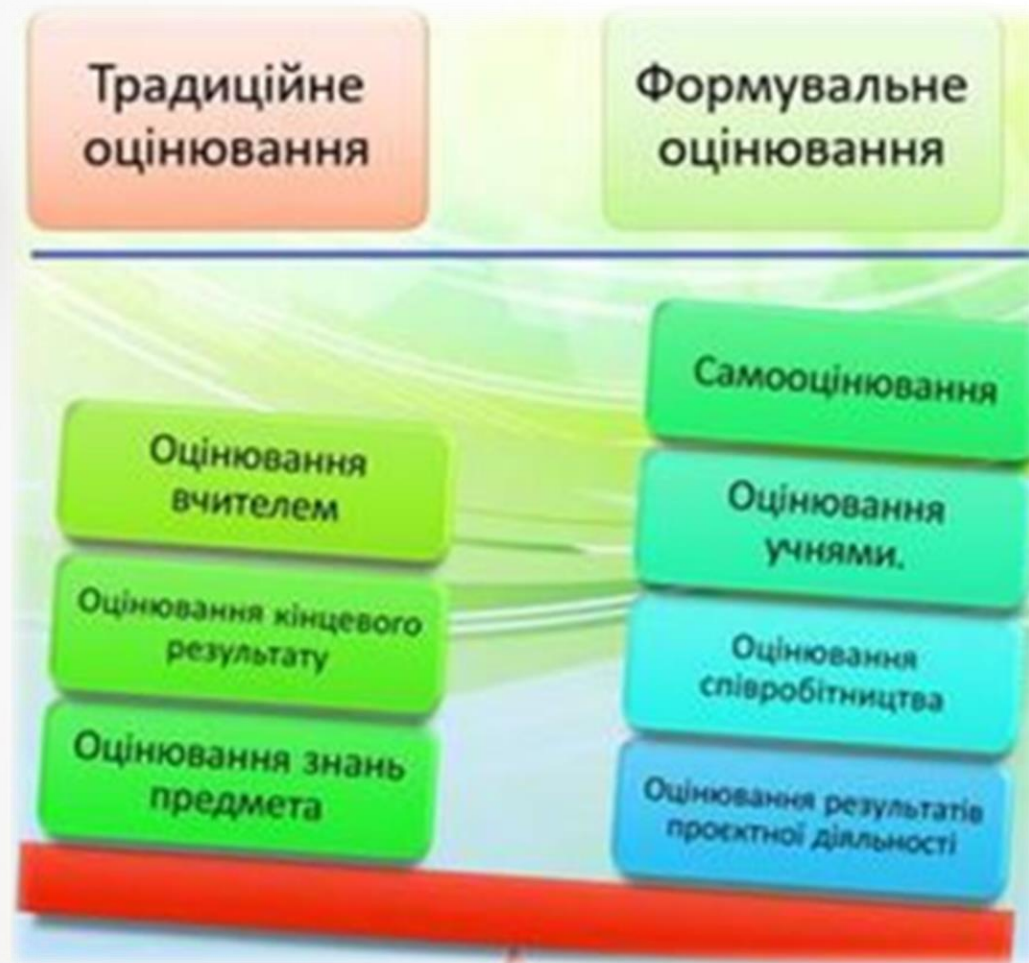 Традиційне
оцінювання
Формувальне
оцінювання
Оцінювання
вчителем
Оцінювання кінцевого
результату
Оцінювання знань
предмета
Самооцінювання
Оцінювання
учнями.
Оцінювання
співробітництва
Оцінювання результатів
проєктної діяльності